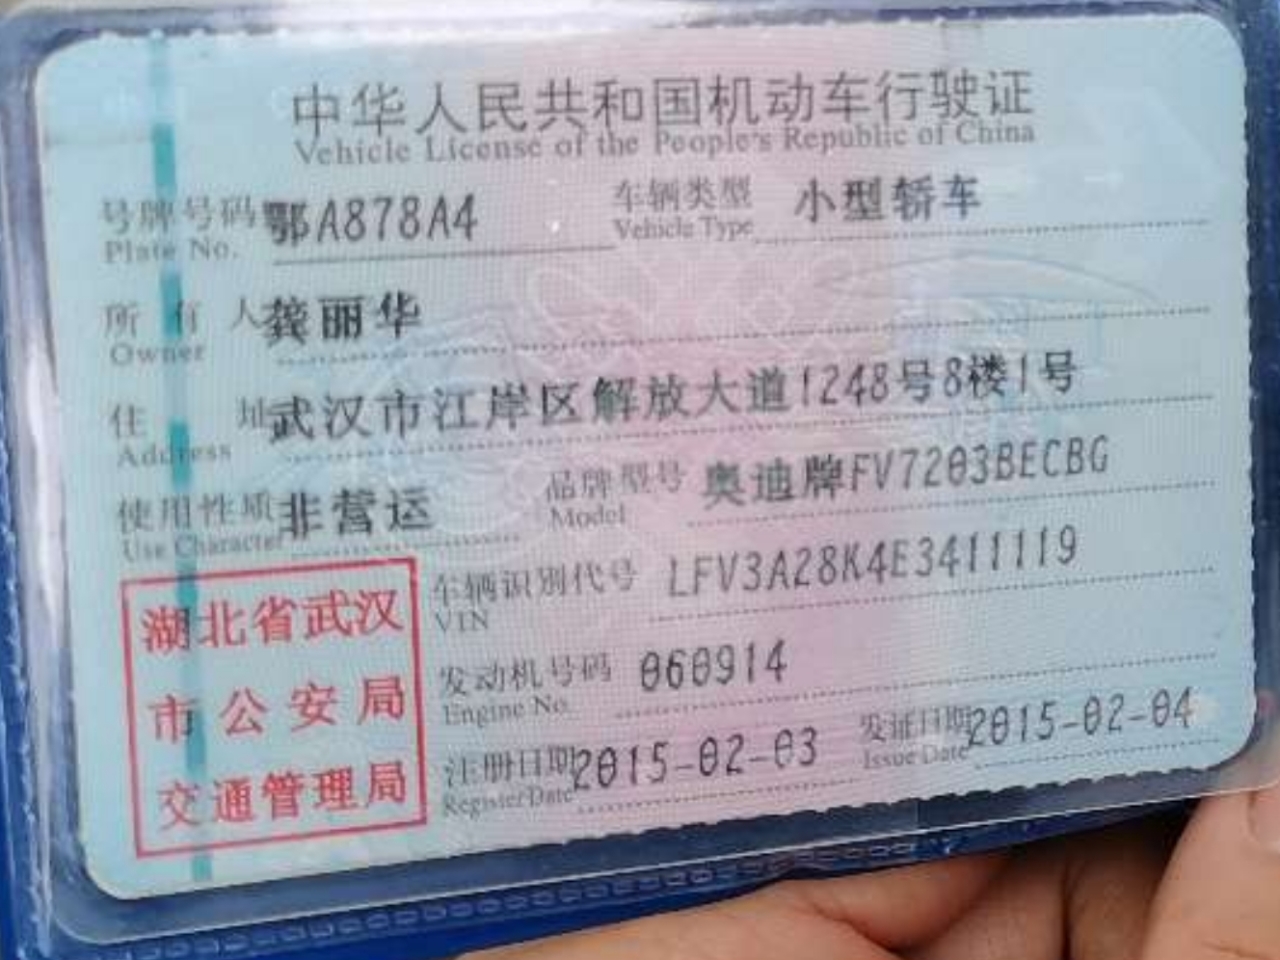 中华人民共和国机动车行驶证
Vehicle License of the People's Republic of China
号牌号码 鄂A878A4 车辆类型 小型轿车
Plate No. Vehicle Type
所有人 龚丽华
Owner
住址 武汉市江岸区解放大道1248号8楼1号
Address
使用性质 非营运 品牌型号 奥迪牌FV7203BECBG
Use Character Model
湖北省武汉 车辆识别代号 LFV3A28K4E3411119
VIN
市公安局 发动机号码 060914
Engine No.
交通管理局 注册日期 2015-02-03 发证日期 2015-02-04
Register Date Issue Date